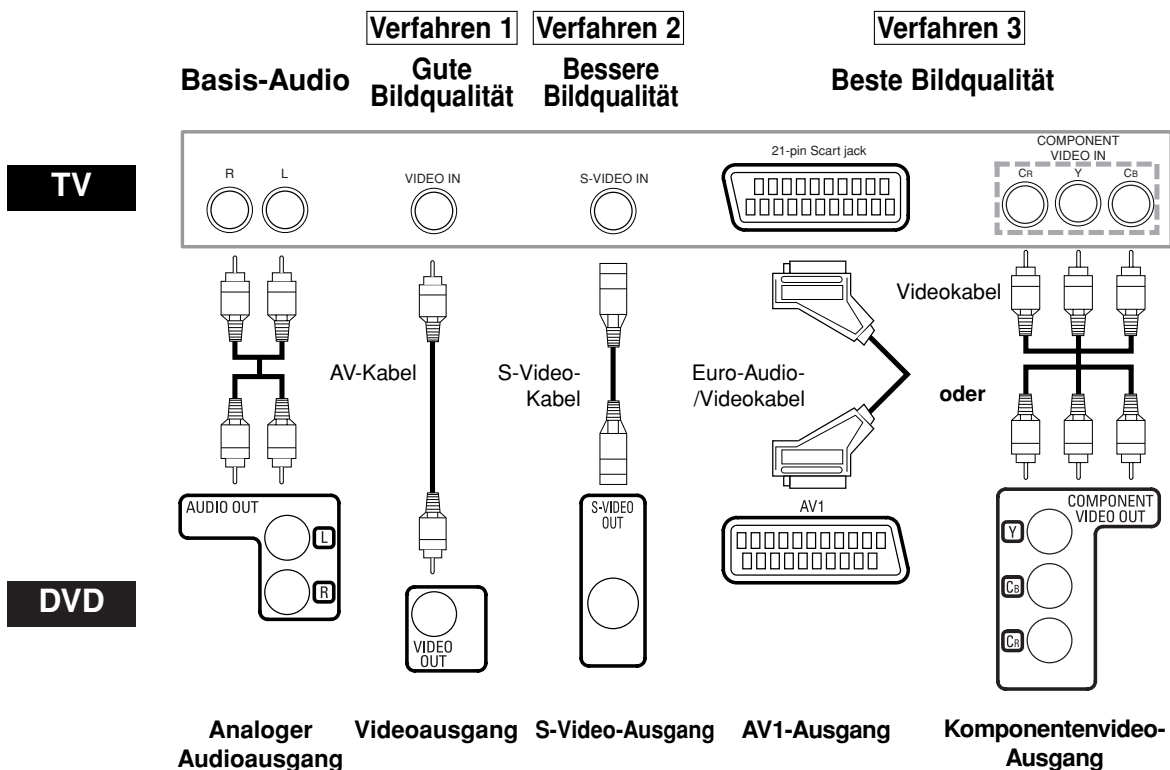 Verfahren 1
Verfahren 2
Verfahren 3
Basis-Audio
Gute
Bildqualität
Bessere
Bildqualität
Beste Bildqualität
TV
R
L
VIDEO IN
S-VIDEO IN
21-pin Scart jack
COMPONENT
VIDEO IN
CR
Y
CB
AV-Kabel
S-Video-
Kabel
Euro-Audio-
/Videokabel
oder
Videokabel
DVD
AUDIO OUT
L
R
VIDEO
OUT
S-VIDEO
OUT
AV1
COMPONENT
VIDEO OUT
Y
CB
CR
Analoger
Audioausgang
Videoausgang
S-Video-Ausgang
AV1-Ausgang
Komponentenvideo-
Ausgang